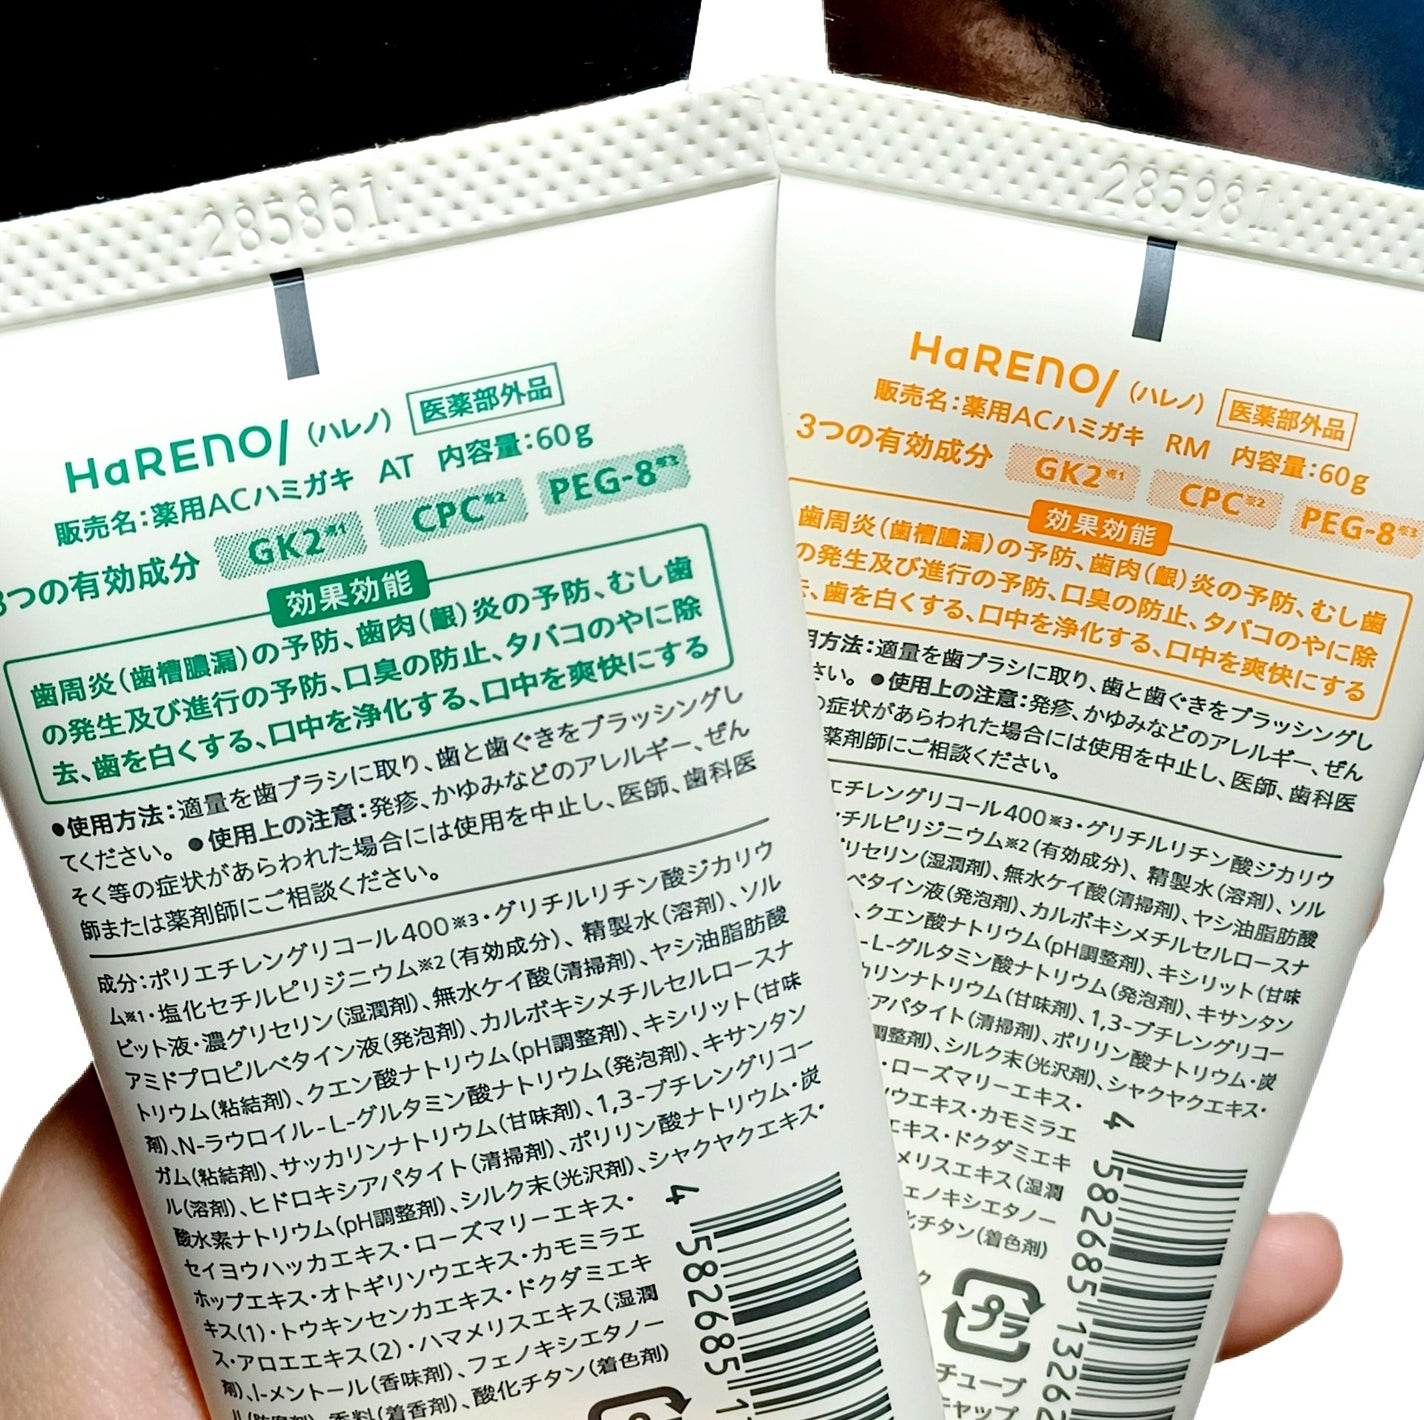 285861
HaRENO/(ハレノ) 医薬部外品
販売名:薬用ACハミガキ AT 内容量:60g
3つの有効成分 GK2※1 CPC※2 PEG-8※3
効果効能
歯周炎(歯槽膿漏)の予防、歯肉(齦)炎の予防、むし歯
の発生及び進行の予防、口臭の防止、タバコのやに除
去、歯を白くする、口中を浄化する、口中を爽快にする
●使用方法:適量を歯ブラシに取り、歯と歯ぐきをブラッシングし
てください。●使用上の注意:発疹、かゆみなどのアレルギー、ぜん
そく等の症状があらわれた場合には使用を中止し、医師、歯科医
師または薬剤師にご相談ください。
成分:ポリエチレングリコール400※3・グリチルリチン酸ジカリウ
ム※1・塩化セチルピリジニウム※2(有効成分)、精製水(溶剤)、ソル
ビット液・濃グリセリン(湿潤剤)、無水ケイ酸(清掃剤)、ヤシ油脂肪酸
アミドプロピルベタイン液(発泡剤)、カルボキシメチルセルロースナ
トリウム(粘結剤)、クエン酸ナトリウム(pH調整剤)、キシリット(甘味
剤)、N-ラウロイル-L-グルタミン酸ナトリウム(発泡剤)、キサンタン
ガム(粘結剤)、サッカリンナトリウム(甘味剤)、1,3-ブチレングリコー
ル(溶剤)、ヒドロキシアパタイト(清掃剤)、ポリリン酸ナトリウム・炭
酸水素ナトリウム(pH調整剤)、シルク末(光沢剤)、シャクヤクエキス・
セイヨウハッカエキス・ローズマリーエキス・
ホップエキス・オトギリソウエキス・カモミラエ
キス(1)・トウキンセンカエキス・ドクダミエキ
ス・アロエエキス(2)・ハマメリスエキス(湿潤
剤)、l-メントール(香味剤)、フェノキシエタノー
ル(防腐剤)、香料(着香剤)、酸化チタン(着色剤)
4 582685 1
285981
HaRENO/(ハレノ) 医薬部外品
販売名:薬用ACハミガキ RM 内容量:60g
3つの有効成分 GK2※1 CPC※2 PEG-8※3
効果効能
歯周炎(歯槽膿漏)の予防、歯肉(齦)炎の予防、むし歯
の発生及び進行の予防、口臭の防止、タバコのやに除
去、歯を白くする、口中を浄化する、口中を爽快にする
用方法:適量を歯ブラシに取り、歯と歯ぐきをブラッシングし
さい。●使用上の注意:発疹、かゆみなどのアレルギー、ぜん
の症状があらわれた場合には使用を中止し、医師、歯科医
薬剤師にご相談ください。
エチレングリコール400※3・グリチルリチン酸ジカリウ
チルピリジニウム※2(有効成分)、精製水(溶剤)、ソル
リセリン(湿潤剤)、無水ケイ酸(清掃剤)、ヤシ油脂肪酸
ベタイン液(発泡剤)、カルボキシメチルセルロースナ
、クエン酸ナトリウム(pH調整剤)、キシリット(甘味
-L-グルタミン酸ナトリウム(発泡剤)、キサンタン
カリンナトリウム(甘味剤)、1,3-ブチレングリコー
アパタイト(清掃剤)、ポリリン酸ナトリウム・炭
調整剤)、シルク末(光沢剤)、シャクヤクエキス・
・ローズマリーエキス・
ウエキス・カモミラエ
エキス・ドクダミエキ
メリスエキス(湿潤
フェノキシエタノー
化チタン(着色剤)
ク
プラ
チューブ
キャップ
4 582685 13262